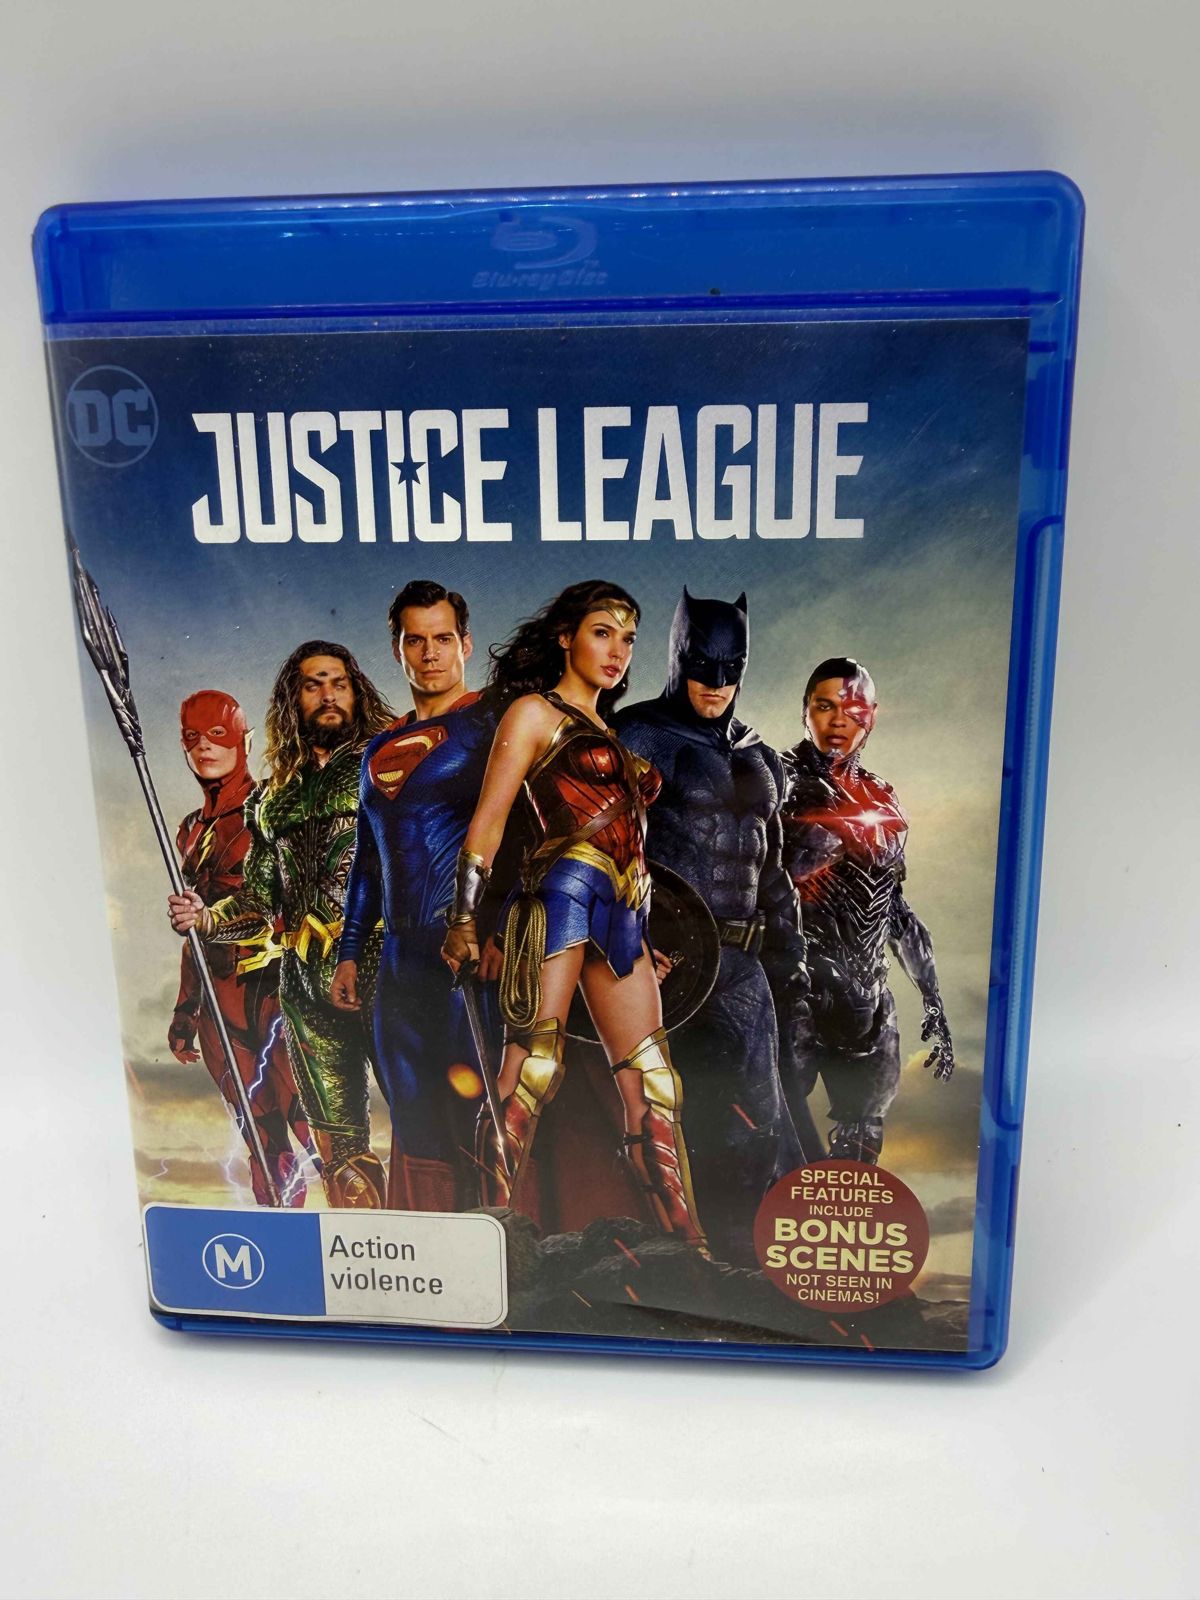 Blu-ray Disc
DC
JUSTICE LEAGUE
SPECIAL
FEATURES
INCLUDE
BONUS
SCENES
NOT SEEN IN
CINEMAS!
M
Action
violence